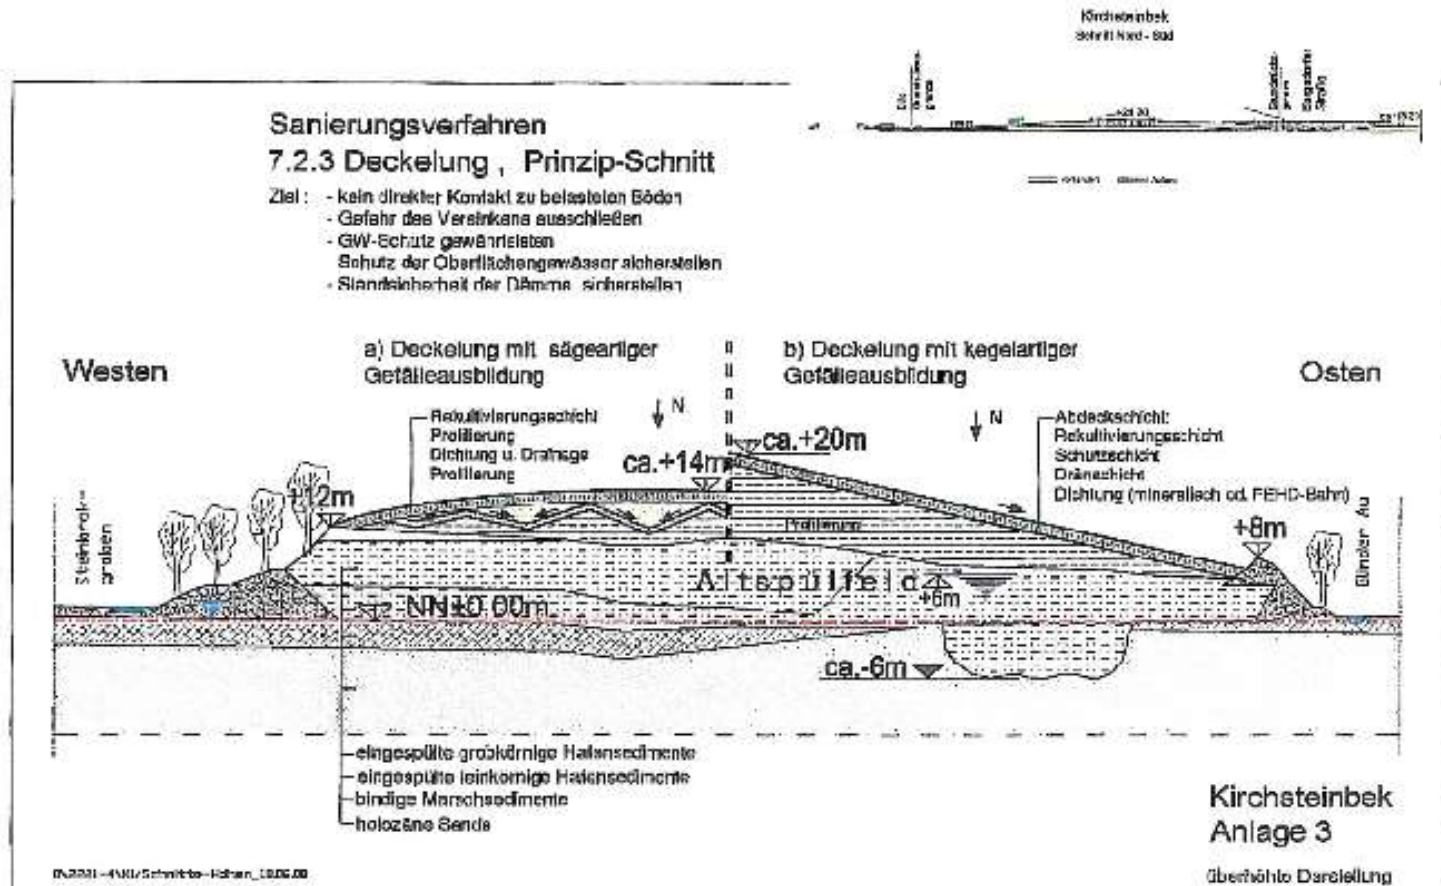 Kirchsteinbek
Schnitt Nord - Süd
Sanierungsverfahren
7.2.3 Deckelung , Prinzip-Schnitt
Ziel : - kein direkter Kontakt zu belasteten Böden
- Gefahr des Versinkens ausschließen
- GW-Schutz gewährleisten
Schutz der Oberflächengewässer sicherstellen
- Standsicherheit der Dämme sicherstellen
Westen
a) Deckelung mit sägeartiger
Gefälleausbildung
b) Deckelung mit kegelartiger
Gefälleausbildung
Osten
Rekultivierungsschicht
Profilierung
Dichtung u. Drainage
Profilierung
N
N
Abdeckschicht:
Rekultivierungsschicht
Schutzschicht
Dränschicht
Dichtung (mineralisch od. PEHD-Bahn)
ca.+14m
ca.+20m
+12m
+8m
Profilierung
Altspülfeld
+6m
NN±0.00m
ca.-6m
Glinder Au
eingespülte grobkörnige Hafensedimente
eingespülte feinkörnige Hafensedimente
bindige Marschsedimente
holozäne Sande
Kirchsteinbek
Anlage 3
überhöhte Darstellung